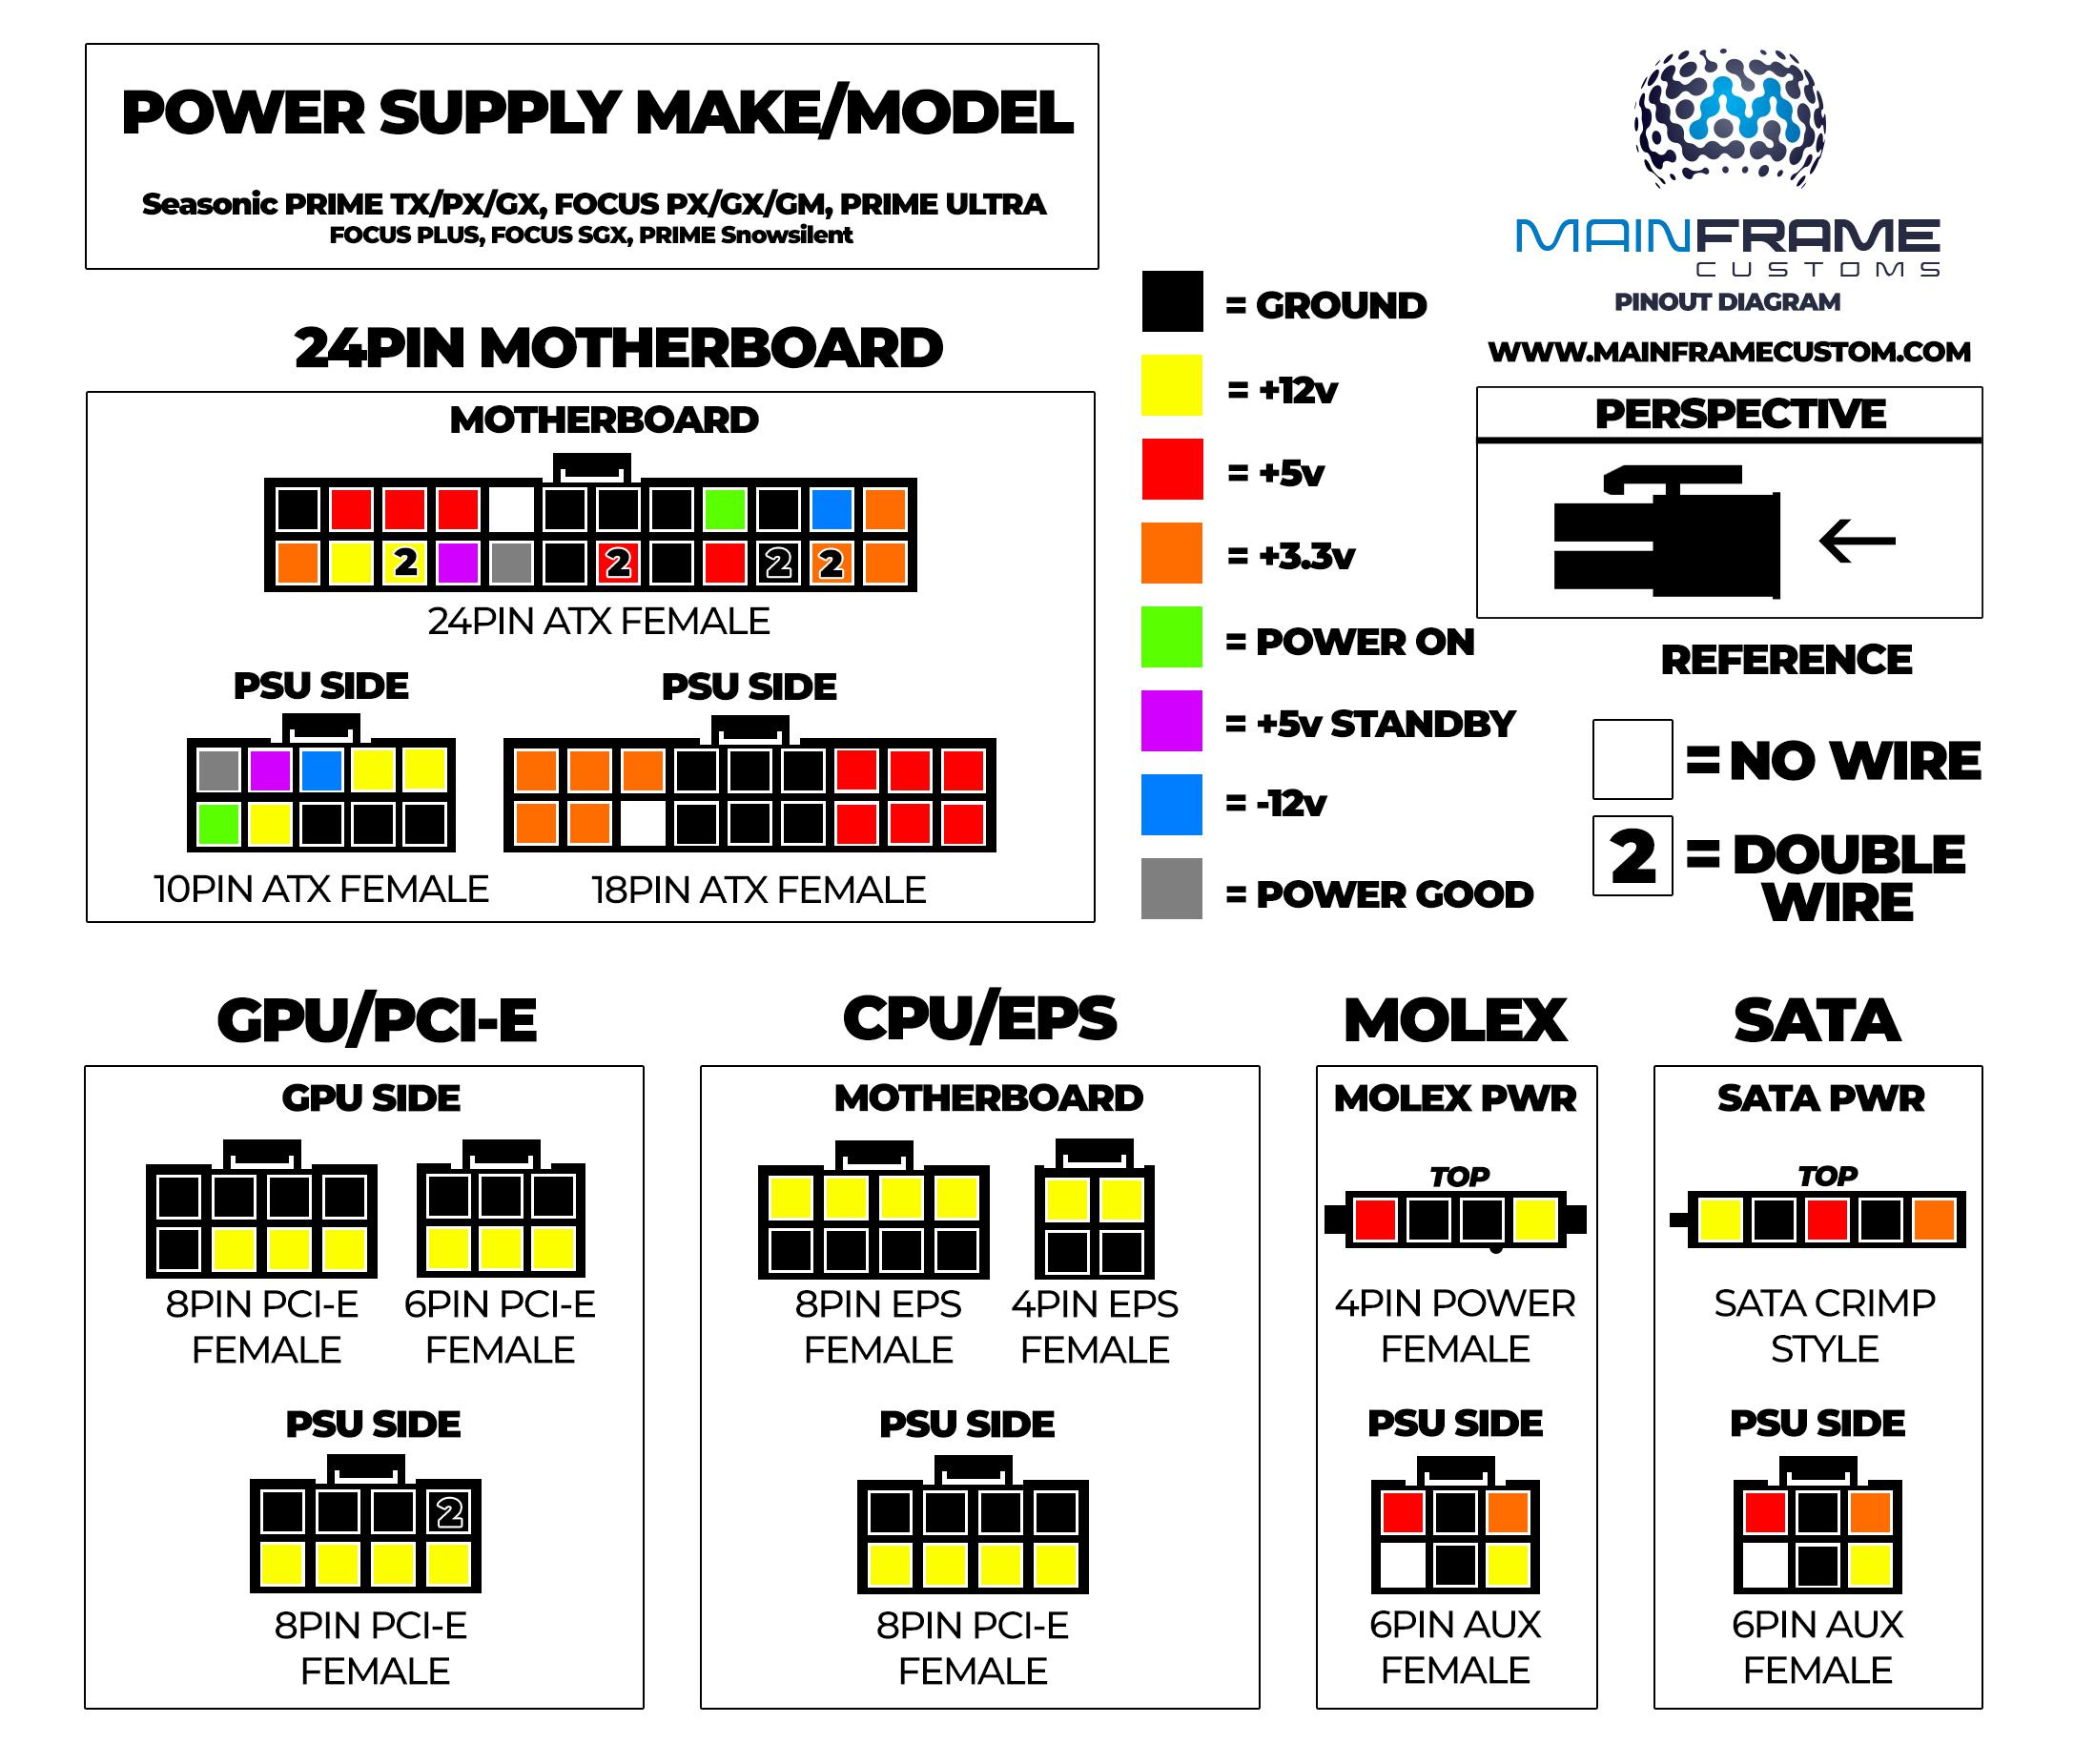 POWER SUPPLY MAKE/MODEL
Seasonic PRIME TX/PX/GX, FOCUS PX/GX/GM, PRIME ULTRA
FOCUS PLUS, FOCUS SGX, PRIME Snowsilent
MAINFRAME
CUSTOMS
PINOUT DIAGRAM
WWW.MAINFRAMECUSTOM.COM
24PIN MOTHERBOARD
MOTHERBOARD
2 2 2 2
24PIN ATX FEMALE
PSU SIDE
10PIN ATX FEMALE
PSU SIDE
18PIN ATX FEMALE
= GROUND
= +12v
= +5v
= +3.3v
= POWER ON
= +5v STANDBY
= -12v
= POWER GOOD
PERSPECTIVE
REFERENCE
= NO WIRE
2 = DOUBLE
WIRE
GPU/PCI-E
GPU SIDE
8PIN PCI-E
FEMALE
6PIN PCI-E
FEMALE
PSU SIDE
2
8PIN PCI-E
FEMALE
CPU/EPS
MOTHERBOARD
8PIN EPS
FEMALE
4PIN EPS
FEMALE
PSU SIDE
8PIN PCI-E
FEMALE
MOLEX
MOLEX PWR
TOP
4PIN POWER
FEMALE
PSU SIDE
6PIN AUX
FEMALE
SATA
SATA PWR
TOP
SATA CRIMP
STYLE
PSU SIDE
6PIN AUX
FEMALE